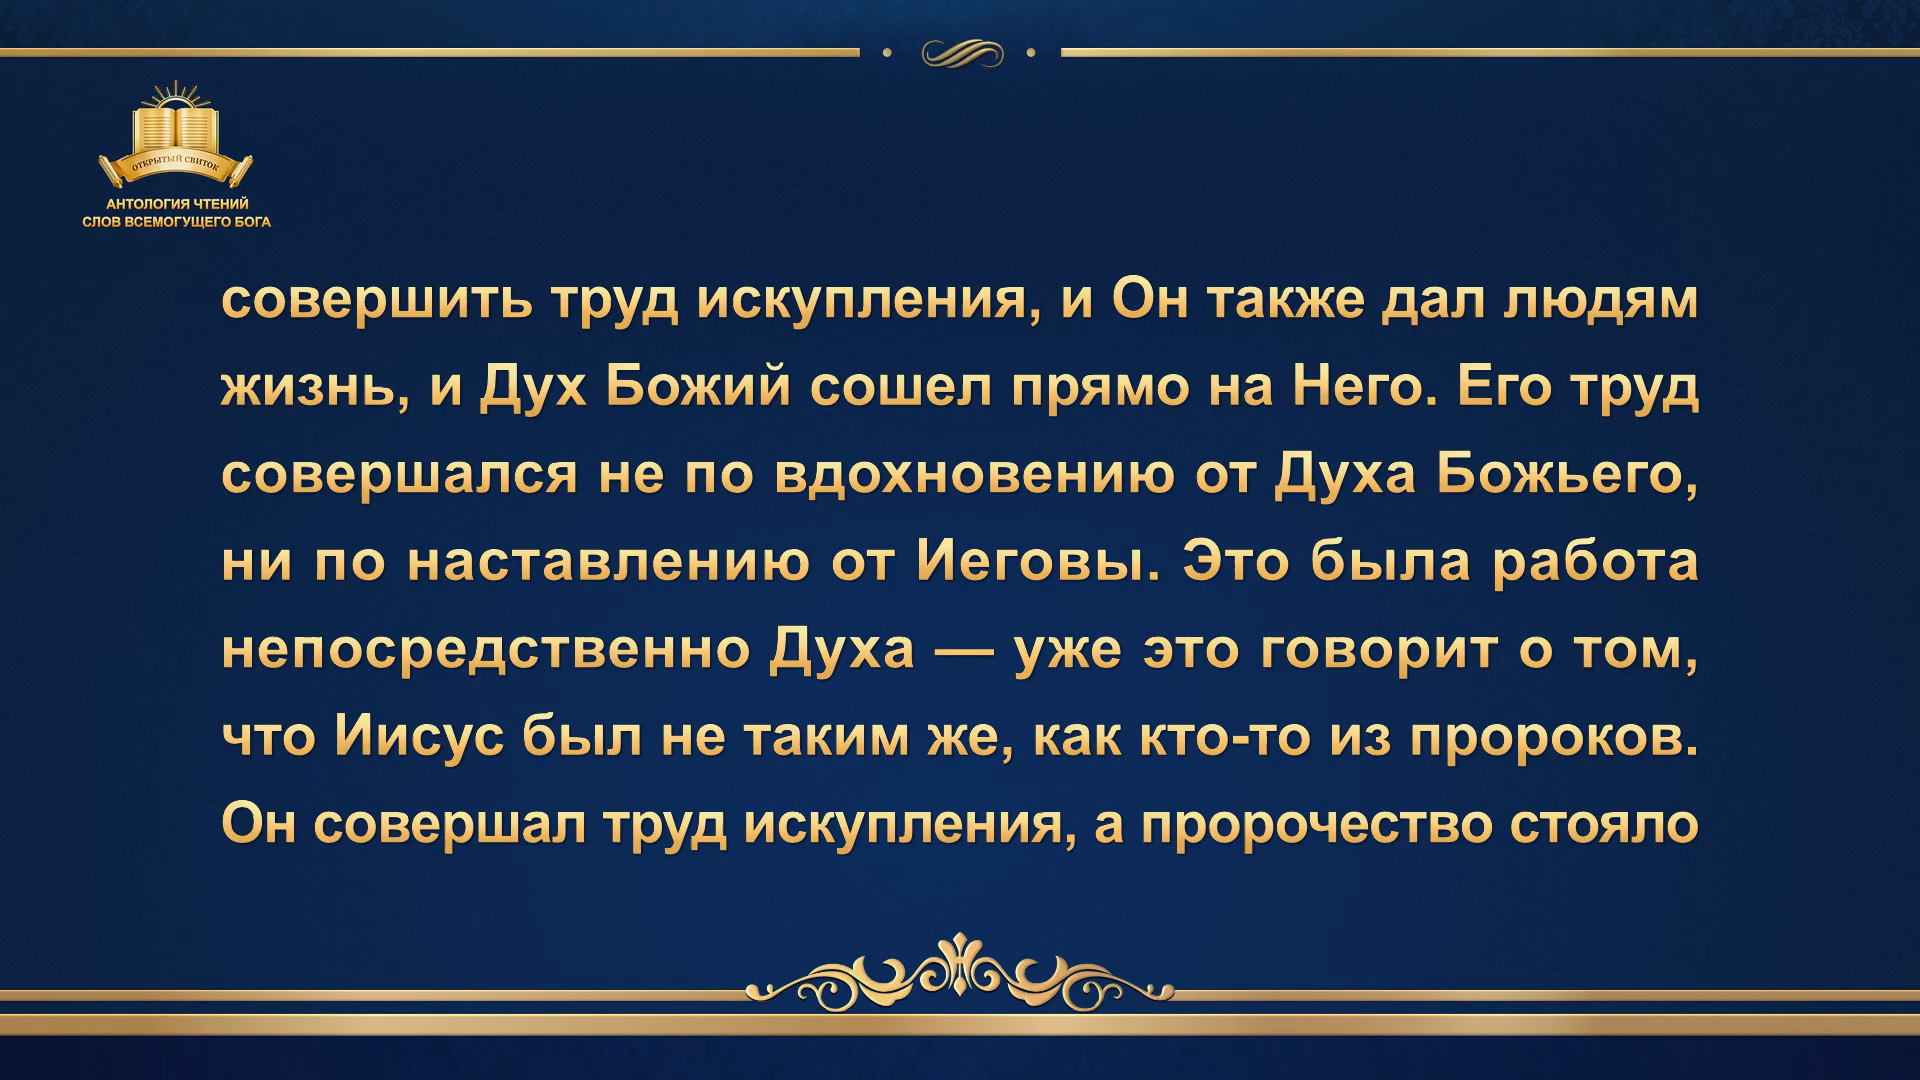 ОТКРЫТЫЙ СВИТОК
АНТОЛОГИЯ ЧТЕНИЙ
СЛОВ ВСЕМОГУЩЕГО БОГА
совершить труд искупления, и Он также дал людям
жизнь, и Дух Божий сошел прямо на Него. Его труд
совершался не по вдохновению от Духа Божьего,
ни по наставлению от Иеговы. Это была работа
непосредственно Духа — уже это говорит о том,
что Иисус был не таким же, как кто-то из пророков.
Он совершал труд искупления, а пророчество стояло